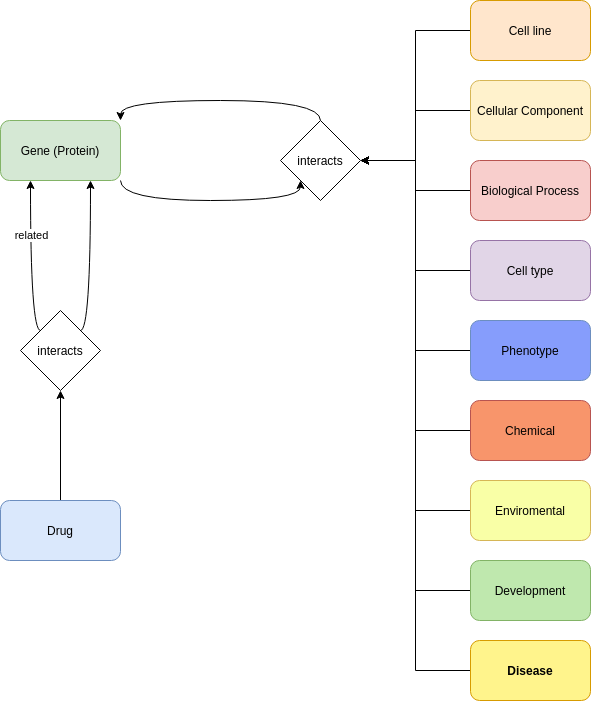 Cell line
Cellular Component
Gene (Protein)
interacts
Biological Process
related
Cell type
interacts
Phenotype
Chemical
Enviromental
Drug
Development
Disease